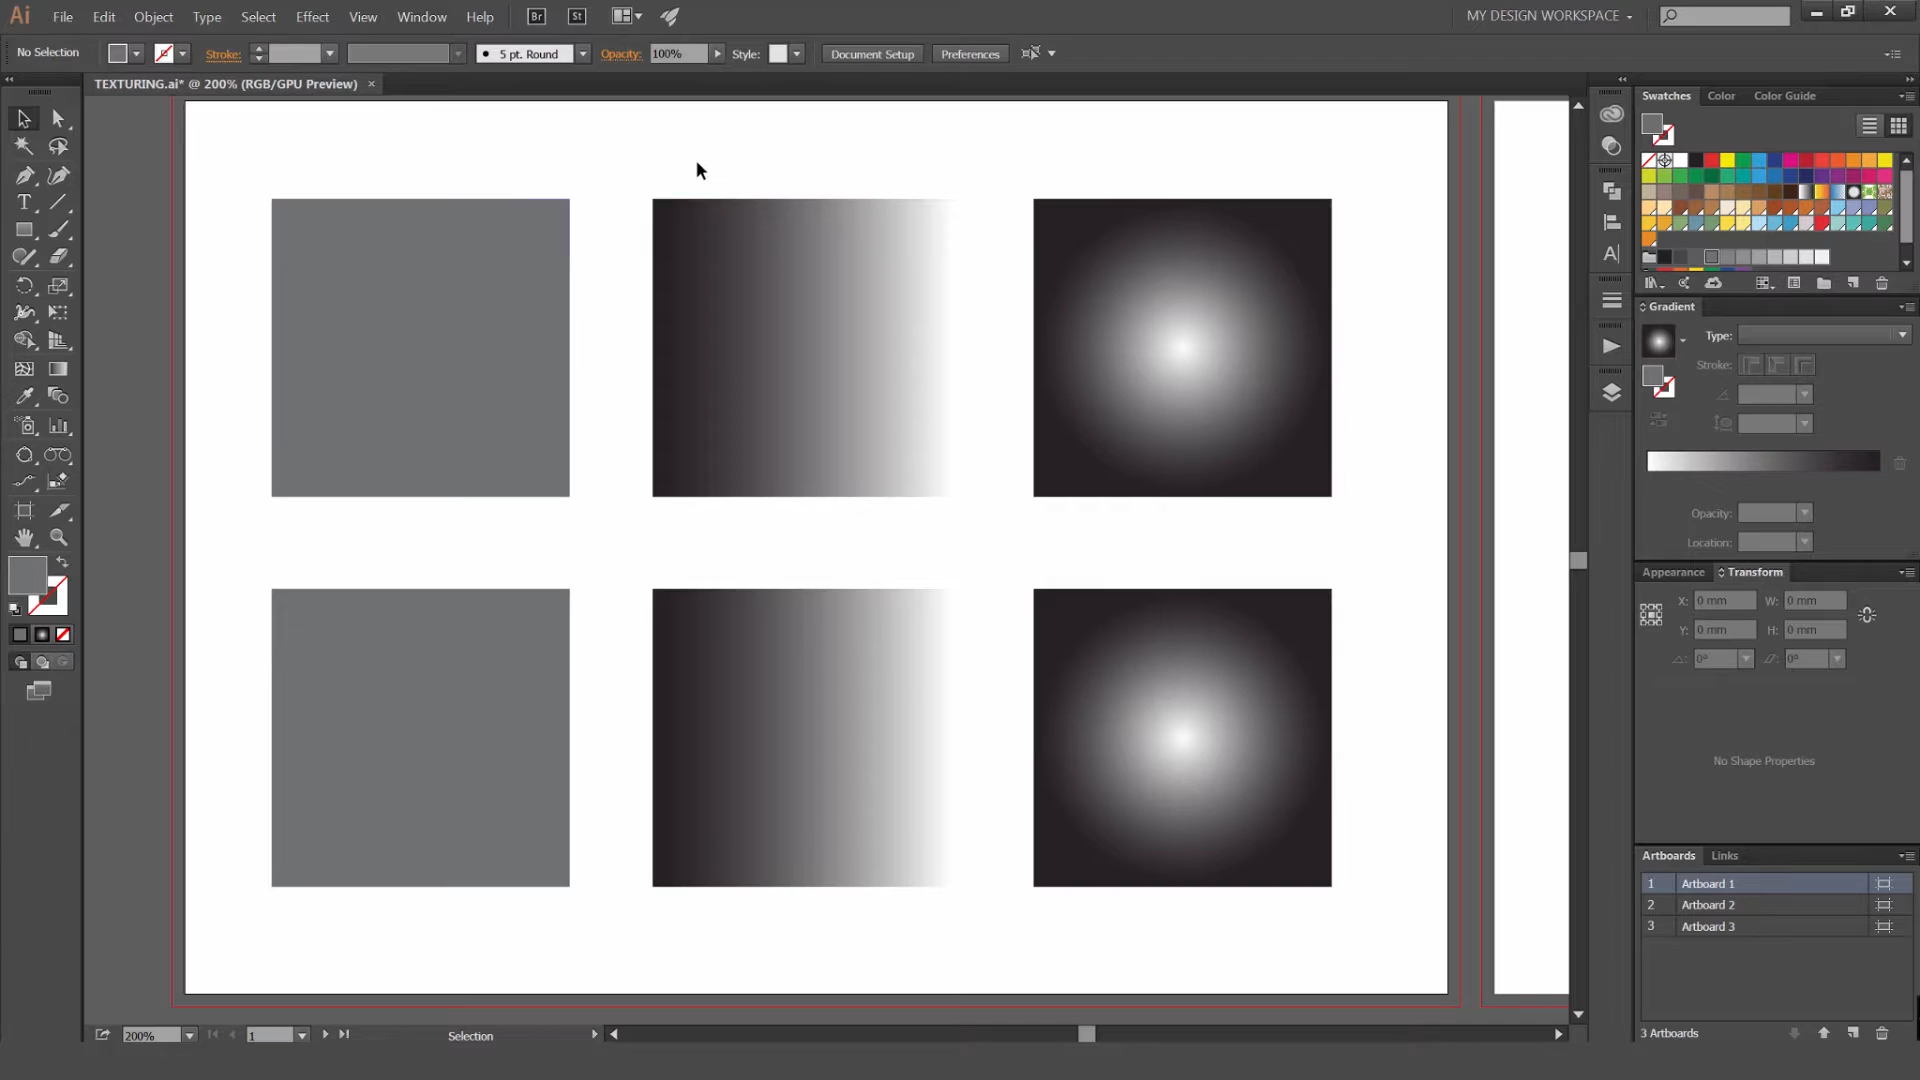 Ai File Edit Object Type Select Effect View Window Help Br St MY DESIGN WORKSPACE
No Selection Stroke: 5 pt. Round Opacity: 100% Style: Document Setup Preferences
TEXTURING.ai* @ 200% (RGB/GPU Preview) ×
Swatches Color Color Guide
Gradient
Type:
Stroke:
Opacity:
Location:
Appearance Transform
X: 0 mm W: 0 mm
Y: 0 mm H: 0 mm
0° 0°
No Shape Properties
Artboards Links
1 Artboard 1
2 Artboard 2
3 Artboard 3
3 Artboards
200% 1 Selection